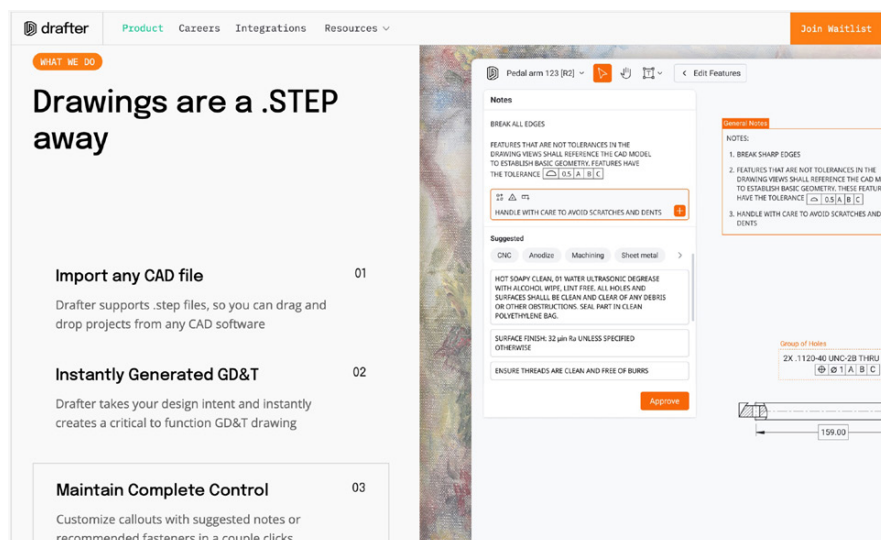 drafter
Product Careers Integrations Resources
Join Waitlist
WHAT WE DO
Drawings are a .STEP
away
Import any CAD file 01
Drafter supports .step files, so you can drag and
drop projects from any CAD software
Instantly Generated GD&T 02
Drafter takes your design intent and instantly
creates a critical to function GD&T drawing
Maintain Complete Control 03
Customize callouts with suggested notes or
recommended fasteners in a couple clicks
Pedal arm 123 [R2]
Edit Features
Notes
BREAK ALL EDGES
FEATURES THAT ARE NOT TOLERANCES IN THE
DRAWING VIEWS SHALL REFERENCE THE CAD MODEL
TO ESTABLISH BASIC GEOMETRY. FEATURES HAVE
THE TOLERANCE ⌓ 0.5 A B C
HANDLE WITH CARE TO AVOID SCRATCHES AND DENTS
Suggested
CNC Anodize Machining Sheet metal
HOT SOAPY CLEAN, 01 WATER ULTRASONIC DEGREASE
WITH ALCOHOL WIPE, LINT FREE. ALL HOLES AND
SURFACES SHALLL BE CLEAN AND CLEAR OF ANY DEBRIS
OR OTHER OBSTRUCTIONS. SEAL PART IN CLEAN
POLYETHYLENE BAG.
SURFACE FINISH: 32 µin Ra UNLESS SPECIFIED
OTHERWISE
ENSURE THREADS ARE CLEAN AND FREE OF BURRS
Approve
General Notes
NOTES:
1. BREAK SHARP EDGES
2. FEATURES THAT ARE NOT TOLERANCES IN THE
DRAWING VIEWS SHALL REFERENCE THE CAD M
TO ESTABLISH BASIC GEOMETRY. THESE FEATUR
HAVE THE TOLERANCE ⌓ 0.5 A B C
3. HANDLE WITH CARE TO AVOID SCRATCHES AND
DENTS
Group of Holes
2X .1120-40 UNC-2B THRU
⌖ ⌀ 1 A B C
159.00